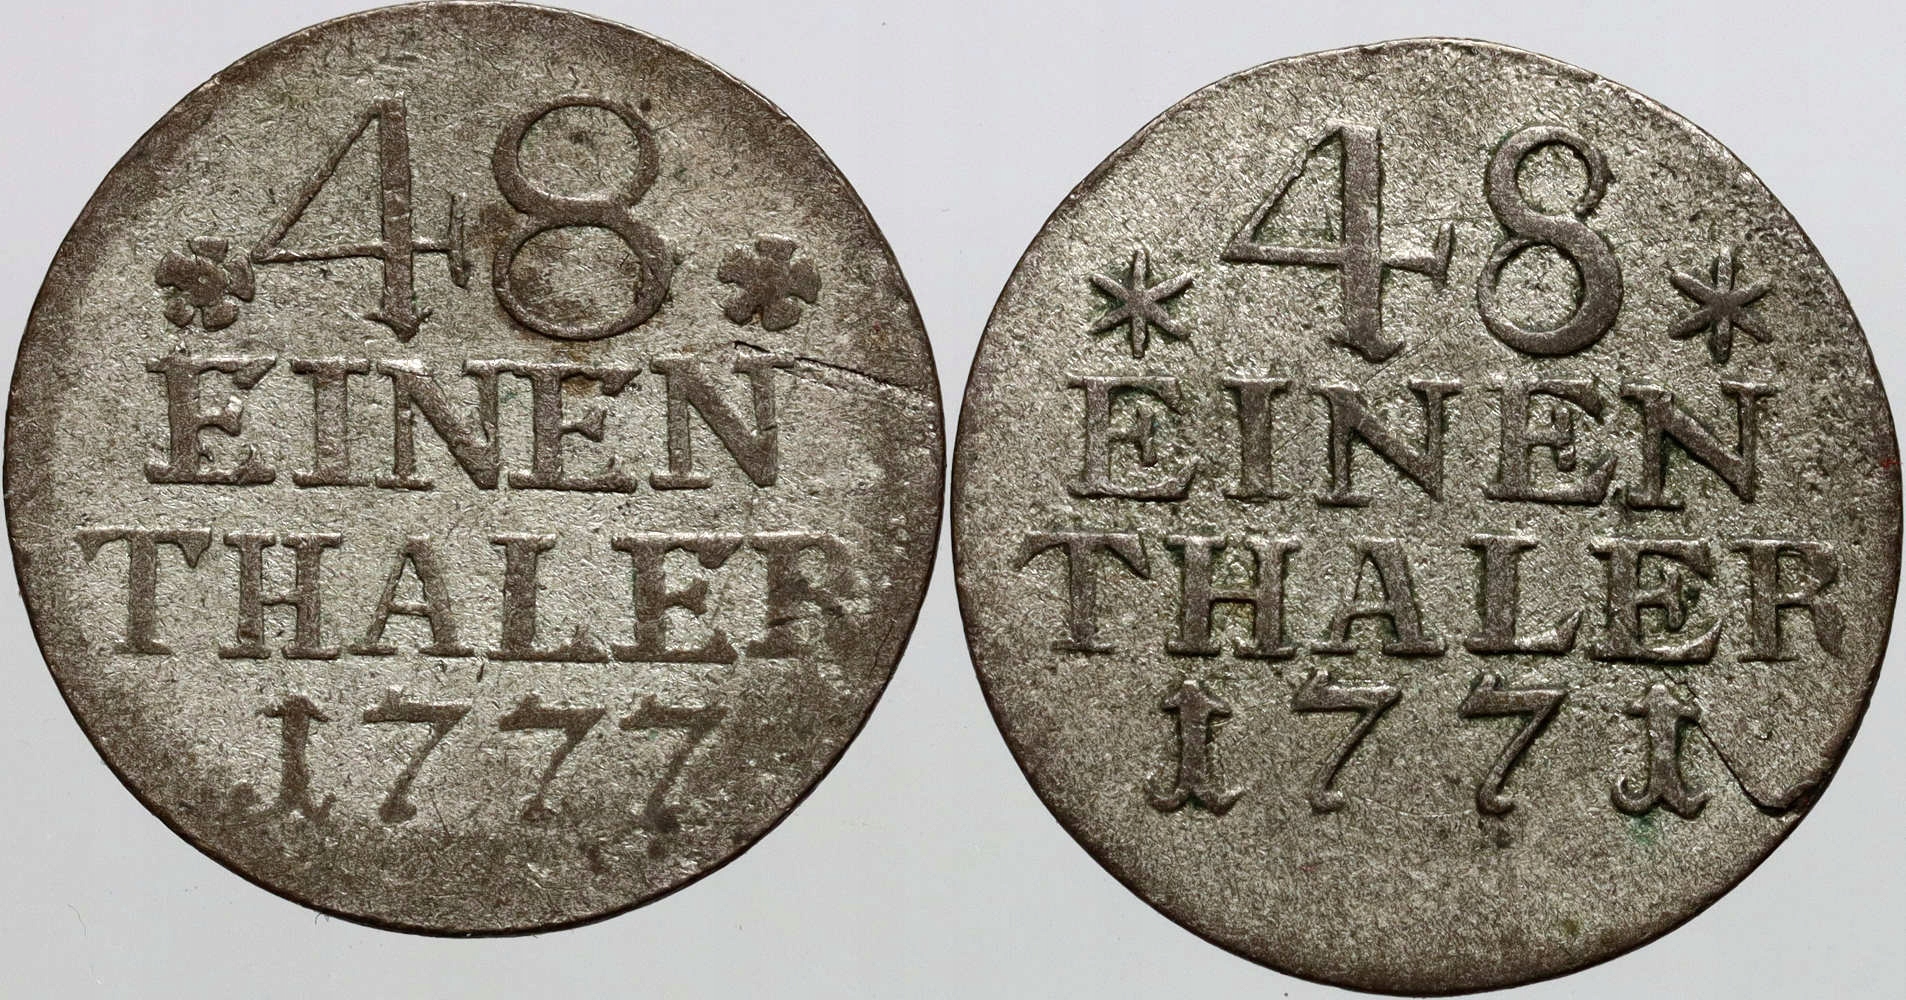 48
EINEN
THALER
1777
48
EINEN
THALER
1771